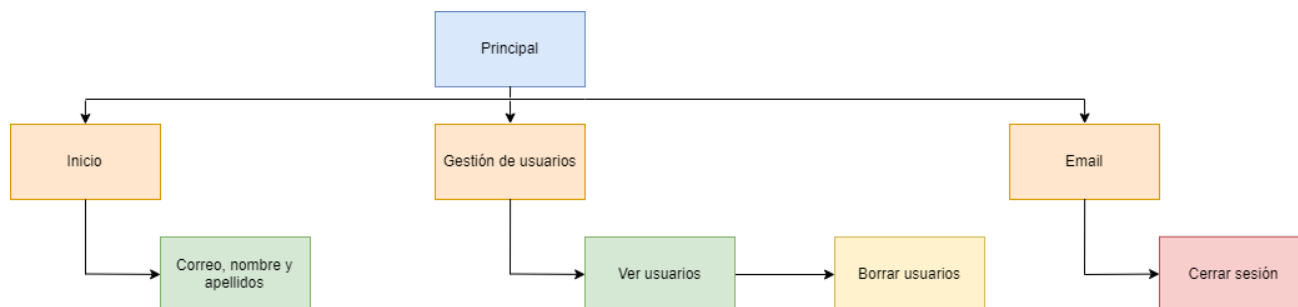 Principal
Inicio
Gestión de usuarios
Email
Correo, nombre y
apellidos
Ver usuarios
Borrar usuarios
Cerrar sesión